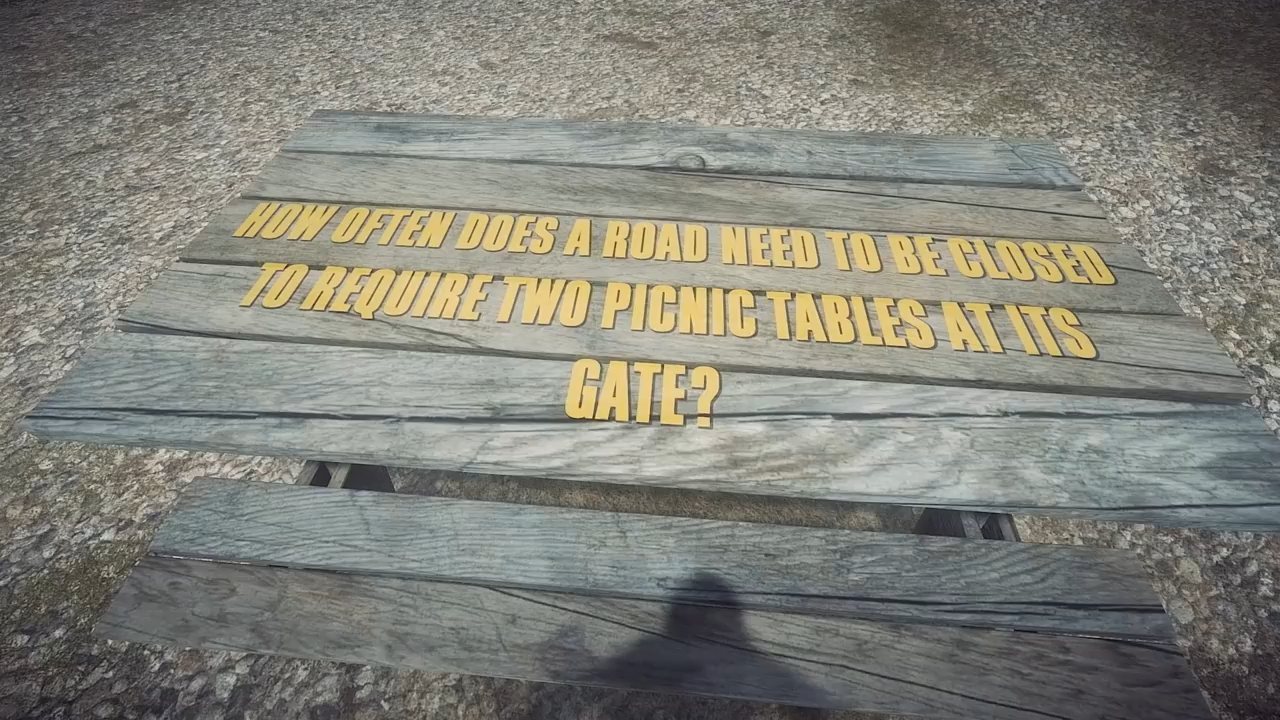 HOW OFTEN DOES A ROAD NEED TO BE CLOSED
TO REQUIRE TWO PICNIC TABLES AT ITS
GATE?